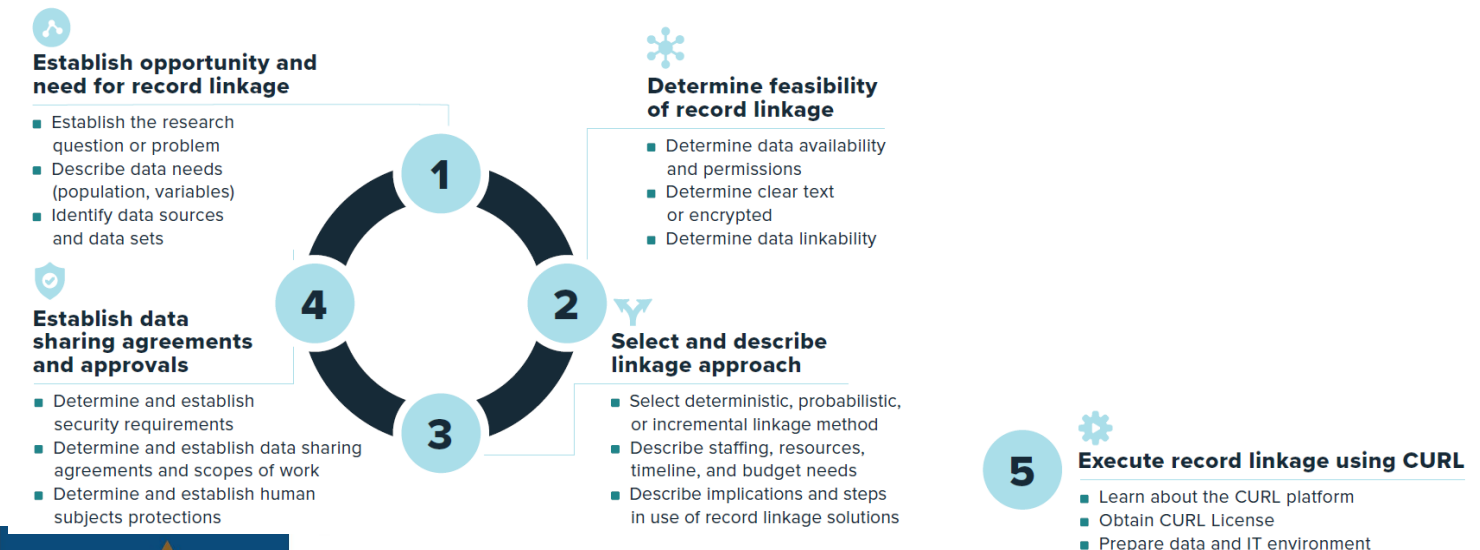 Establish opportunity and
need for record linkage
Establish the research
question or problem
Describe data needs
(population, variables)
Identify data sources
and data sets
1
Determine feasibility
of record linkage
Determine data availability
and permissions
Determine clear text
or encrypted
Determine data linkability
2
Select and describe
linkage approach
Select deterministic, probabilistic,
or incremental linkage method
Describe staffing, resources,
timeline, and budget needs
Describe implications and steps
in use of record linkage solutions
3
Establish data
sharing agreements
and approvals
Determine and establish
security requirements
Determine and establish data sharing
agreements and scopes of work
Determine and establish human
subjects protections
4
5
Execute record linkage using CURL
Learn about the CURL platform
Obtain CURL License
Prepare data and IT environment